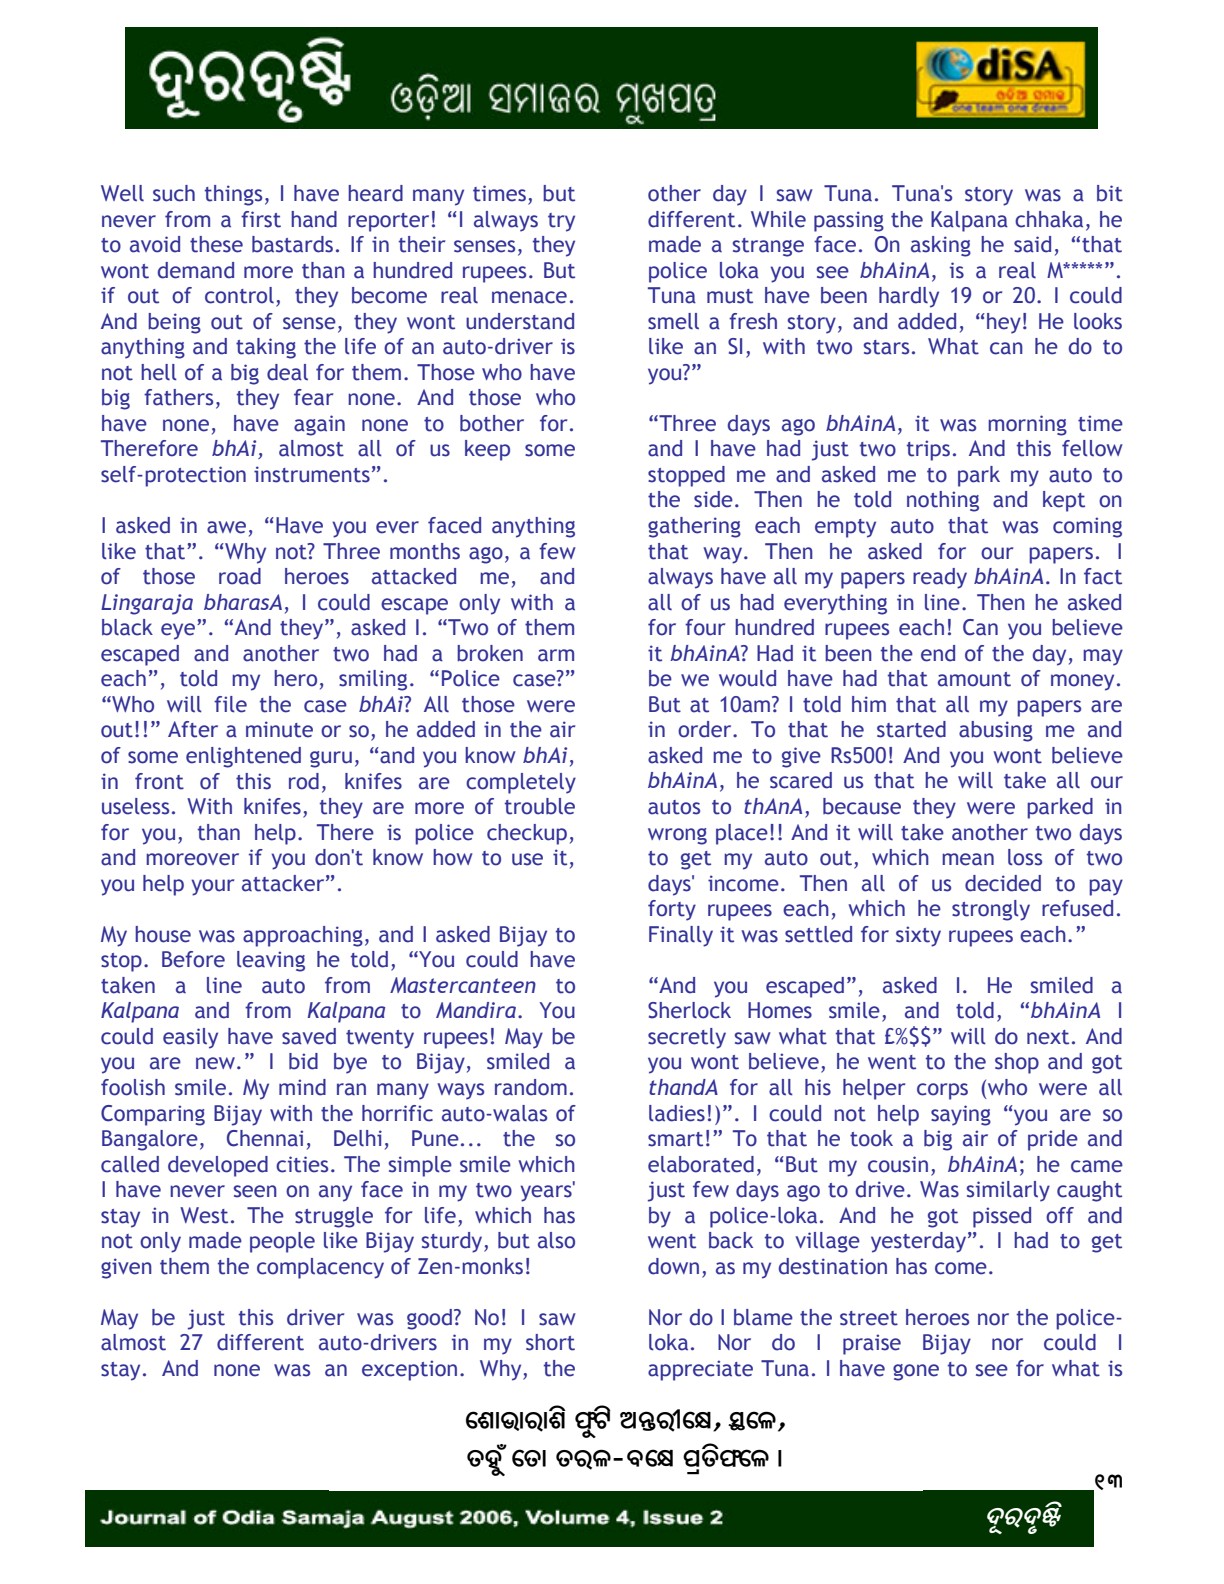 ଦୂରଦୃଷ୍ଟି
ଓଡ଼ିଆ ସମାଜର ମୁଖପତ୍ର
diSA
ଓଡ଼ିଆ ସମାଜ
one team one dream
Well such things, I have heard many times, but
never from a first hand reporter! “I always try
to avoid these bastards. If in their senses, they
wont demand more than a hundred rupees. But
if out of control, they become real menace.
And being out of sense, they wont understand
anything and taking the life of an auto-driver is
not hell of a big deal for them. Those who have
big fathers, they fear none. And those who
have none, have again none to bother for.
Therefore bhAi, almost all of us keep some
self-protection instruments”.
I asked in awe, “Have you ever faced anything
like that”. “Why not? Three months ago, a few
of those road heroes attacked me, and
Lingaraja bharasA, I could escape only with a
black eye”. “And they”, asked I. “Two of them
escaped and another two had a broken arm
each”, told my hero, smiling. “Police case?”
“Who will file the case bhAi? All those were
out!!” After a minute or so, he added in the air
of some enlightened guru, “and you know bhAi,
in front of this rod, knifes are completely
useless. With knifes, they are more of trouble
for you, than help. There is police checkup,
and moreover if you don't know how to use it,
you help your attacker”.
My house was approaching, and I asked Bijay to
stop. Before leaving he told, “You could have
taken a line auto from Mastercanteen to
Kalpana and from Kalpana to Mandira. You
could easily have saved twenty rupees! May be
you are new.” I bid bye to Bijay, smiled a
foolish smile. My mind ran many ways random.
Comparing Bijay with the horrific auto-walas of
Bangalore, Chennai, Delhi, Pune... the so
called developed cities. The simple smile which
I have never seen on any face in my two years'
stay in West. The struggle for life, which has
not only made people like Bijay sturdy, but also
given them the complacency of Zen-monks!
May be just this driver was good? No! I saw
almost 27 different auto-drivers in my short
stay. And none was an exception. Why, the
other day I saw Tuna. Tuna's story was a bit
different. While passing the Kalpana chhaka, he
made a strange face. On asking he said, “that
police loka you see bhAinA, is a real M*****”.
Tuna must have been hardly 19 or 20. I could
smell a fresh story, and added, “hey! He looks
like an SI, with two stars. What can he do to
you?”
“Three days ago bhAinA, it was morning time
and I have had just two trips. And this fellow
stopped me and asked me to park my auto to
the side. Then he told nothing and kept on
gathering each empty auto that was coming
that way. Then he asked for our papers. I
always have all my papers ready bhAinA. In fact
all of us had everything in line. Then he asked
for four hundred rupees each! Can you believe
it bhAinA? Had it been the end of the day, may
be we would have had that amount of money.
But at 10am? I told him that all my papers are
in order. To that he started abusing me and
asked me to give Rs500! And you wont believe
bhAinA, he scared us that he will take all our
autos to thAnA, because they were parked in
wrong place!! And it will take another two days
to get my auto out, which mean loss of two
days' income. Then all of us decided to pay
forty rupees each, which he strongly refused.
Finally it was settled for sixty rupees each.”
“And you escaped”, asked I. He smiled a
Sherlock Homes smile, and told, “bhAinA I
secretly saw what that £%$$” will do next. And
you wont believe, he went to the shop and got
thandA for all his helper corps (who were all
ladies!)”. I could not help saying “you are so
smart!” To that he took a big air of pride and
elaborated, “But my cousin, bhAinA; he came
just few days ago to drive. Was similarly caught
by a police-loka. And he got pissed off and
went back to village yesterday”. I had to get
down, as my destination has come.
Nor do I blame the street heroes nor the police-
loka. Nor do I praise Bijay nor could I
appreciate Tuna. I have gone to see for what is
ଶୋଭାରାଶି ଫୁଟି ଅନ୍ତରୀକ୍ଷେ, ସ୍ଥଳେ,
ତହୁଁ ତୋ ତରଳ-ବକ୍ଷେ ପ୍ରତିଫଳେ ।
୧୩
Journal of Odia Samaja August 2006, Volume 4, Issue 2
ଦୂରଦୃଷ୍ଟି